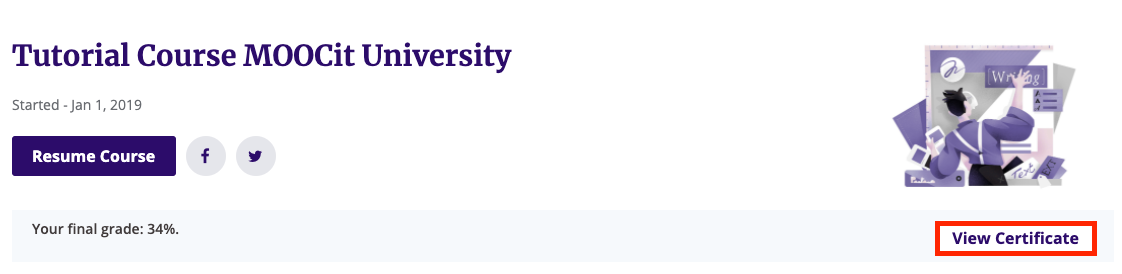 Tutorial Course MOOCit University
Started - Jan 1, 2019
Writing
Resume Course
Your final grade: 34%.
View Certificate